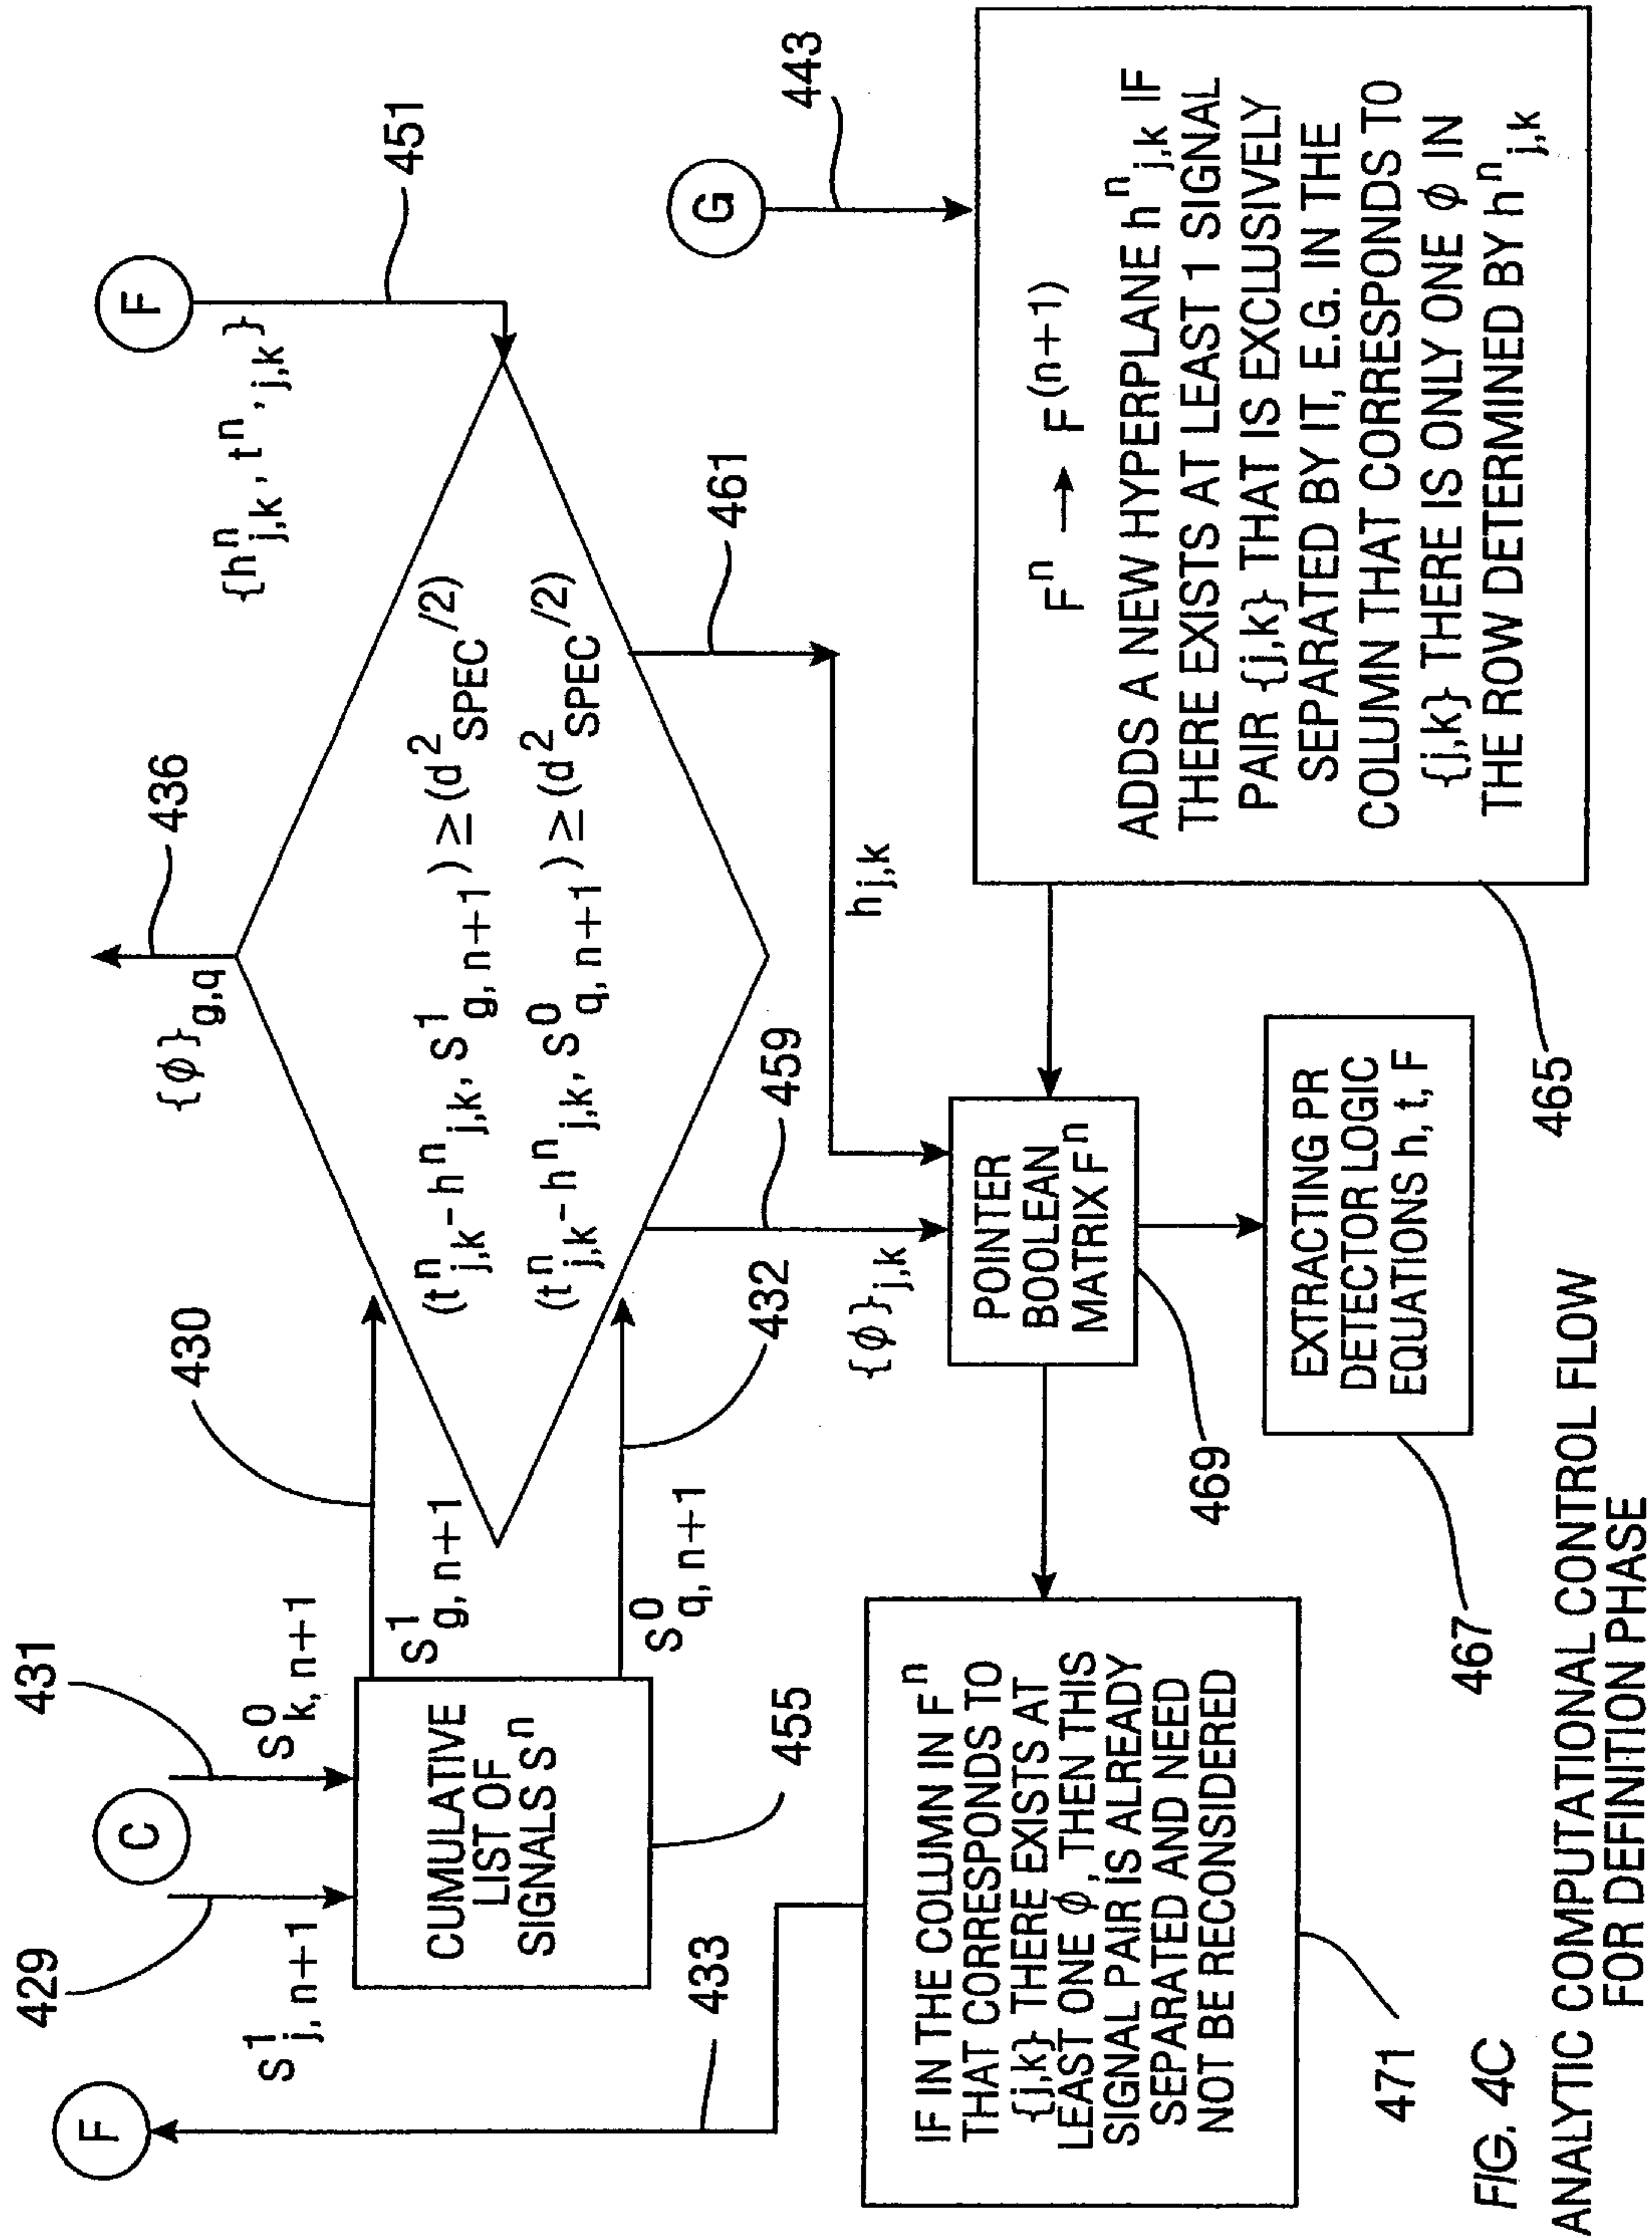 F
433
429
S¹j, n+1
C
431
S⁰k, n+1
CUMULATIVE
LIST OF
SIGNALS Sⁿ
455
S¹g, n+1
S⁰q, n+1
430
432
{ϕ}g,q
436
(tⁿj,k - hⁿj,k, S¹g, n+1) ≥ (d²SPEC/2)
(tⁿj,k - hⁿj,k, S⁰q, n+1) ≥ (d²SPEC/2)
{hⁿj,k, tⁿ,j,k}
F
451
461
459
hj,k
{ϕ}j,k
G
443
IF IN THE COLUMN IN Fⁿ
THAT CORRESPONDS TO
{j,k} THERE EXISTS AT
LEAST ONE ϕ, THEN THIS
SIGNAL PAIR IS ALREADY
SEPARATED AND NEED
NOT BE RECONSIDERED
471
POINTER
BOOLEAN
MATRIX Fⁿ
469
EXTRACTING PR
DETECTOR LOGIC
EQUATIONS h, t, F
467
Fⁿ → F⁽ⁿ⁺¹⁾
ADDS A NEW HYPERPLANE hⁿj,k IF
THERE EXISTS AT LEAST 1 SIGNAL
PAIR {j,k} THAT IS EXCLUSIVELY
SEPARATED BY IT, E.G. IN THE
COLUMN THAT CORRESPONDS TO
{j,k} THERE IS ONLY ONE ϕ IN
THE ROW DETERMINED BY hⁿj,k
465
FIG. 4C
ANALYTIC COMPUTATIONAL CONTROL FLOW
FOR DEFINITION PHASE